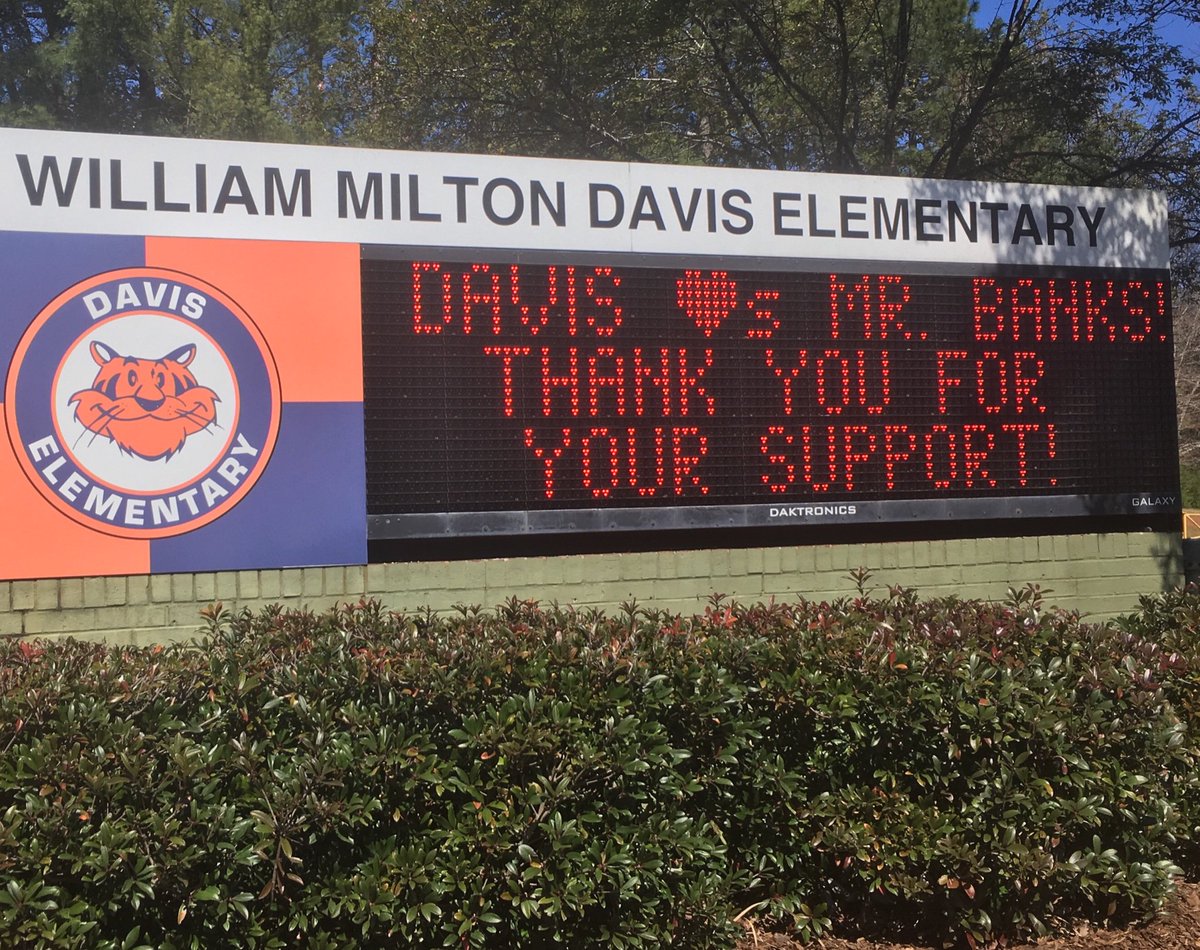 WILLIAM MILTON DAVIS ELEMENTARY
DAVIS
ELEMENTARY
DAVIS ♥s MR. BANKS!
THANK YOU FOR
YOUR SUPPORT!
DAKTRONICS
GALAXY